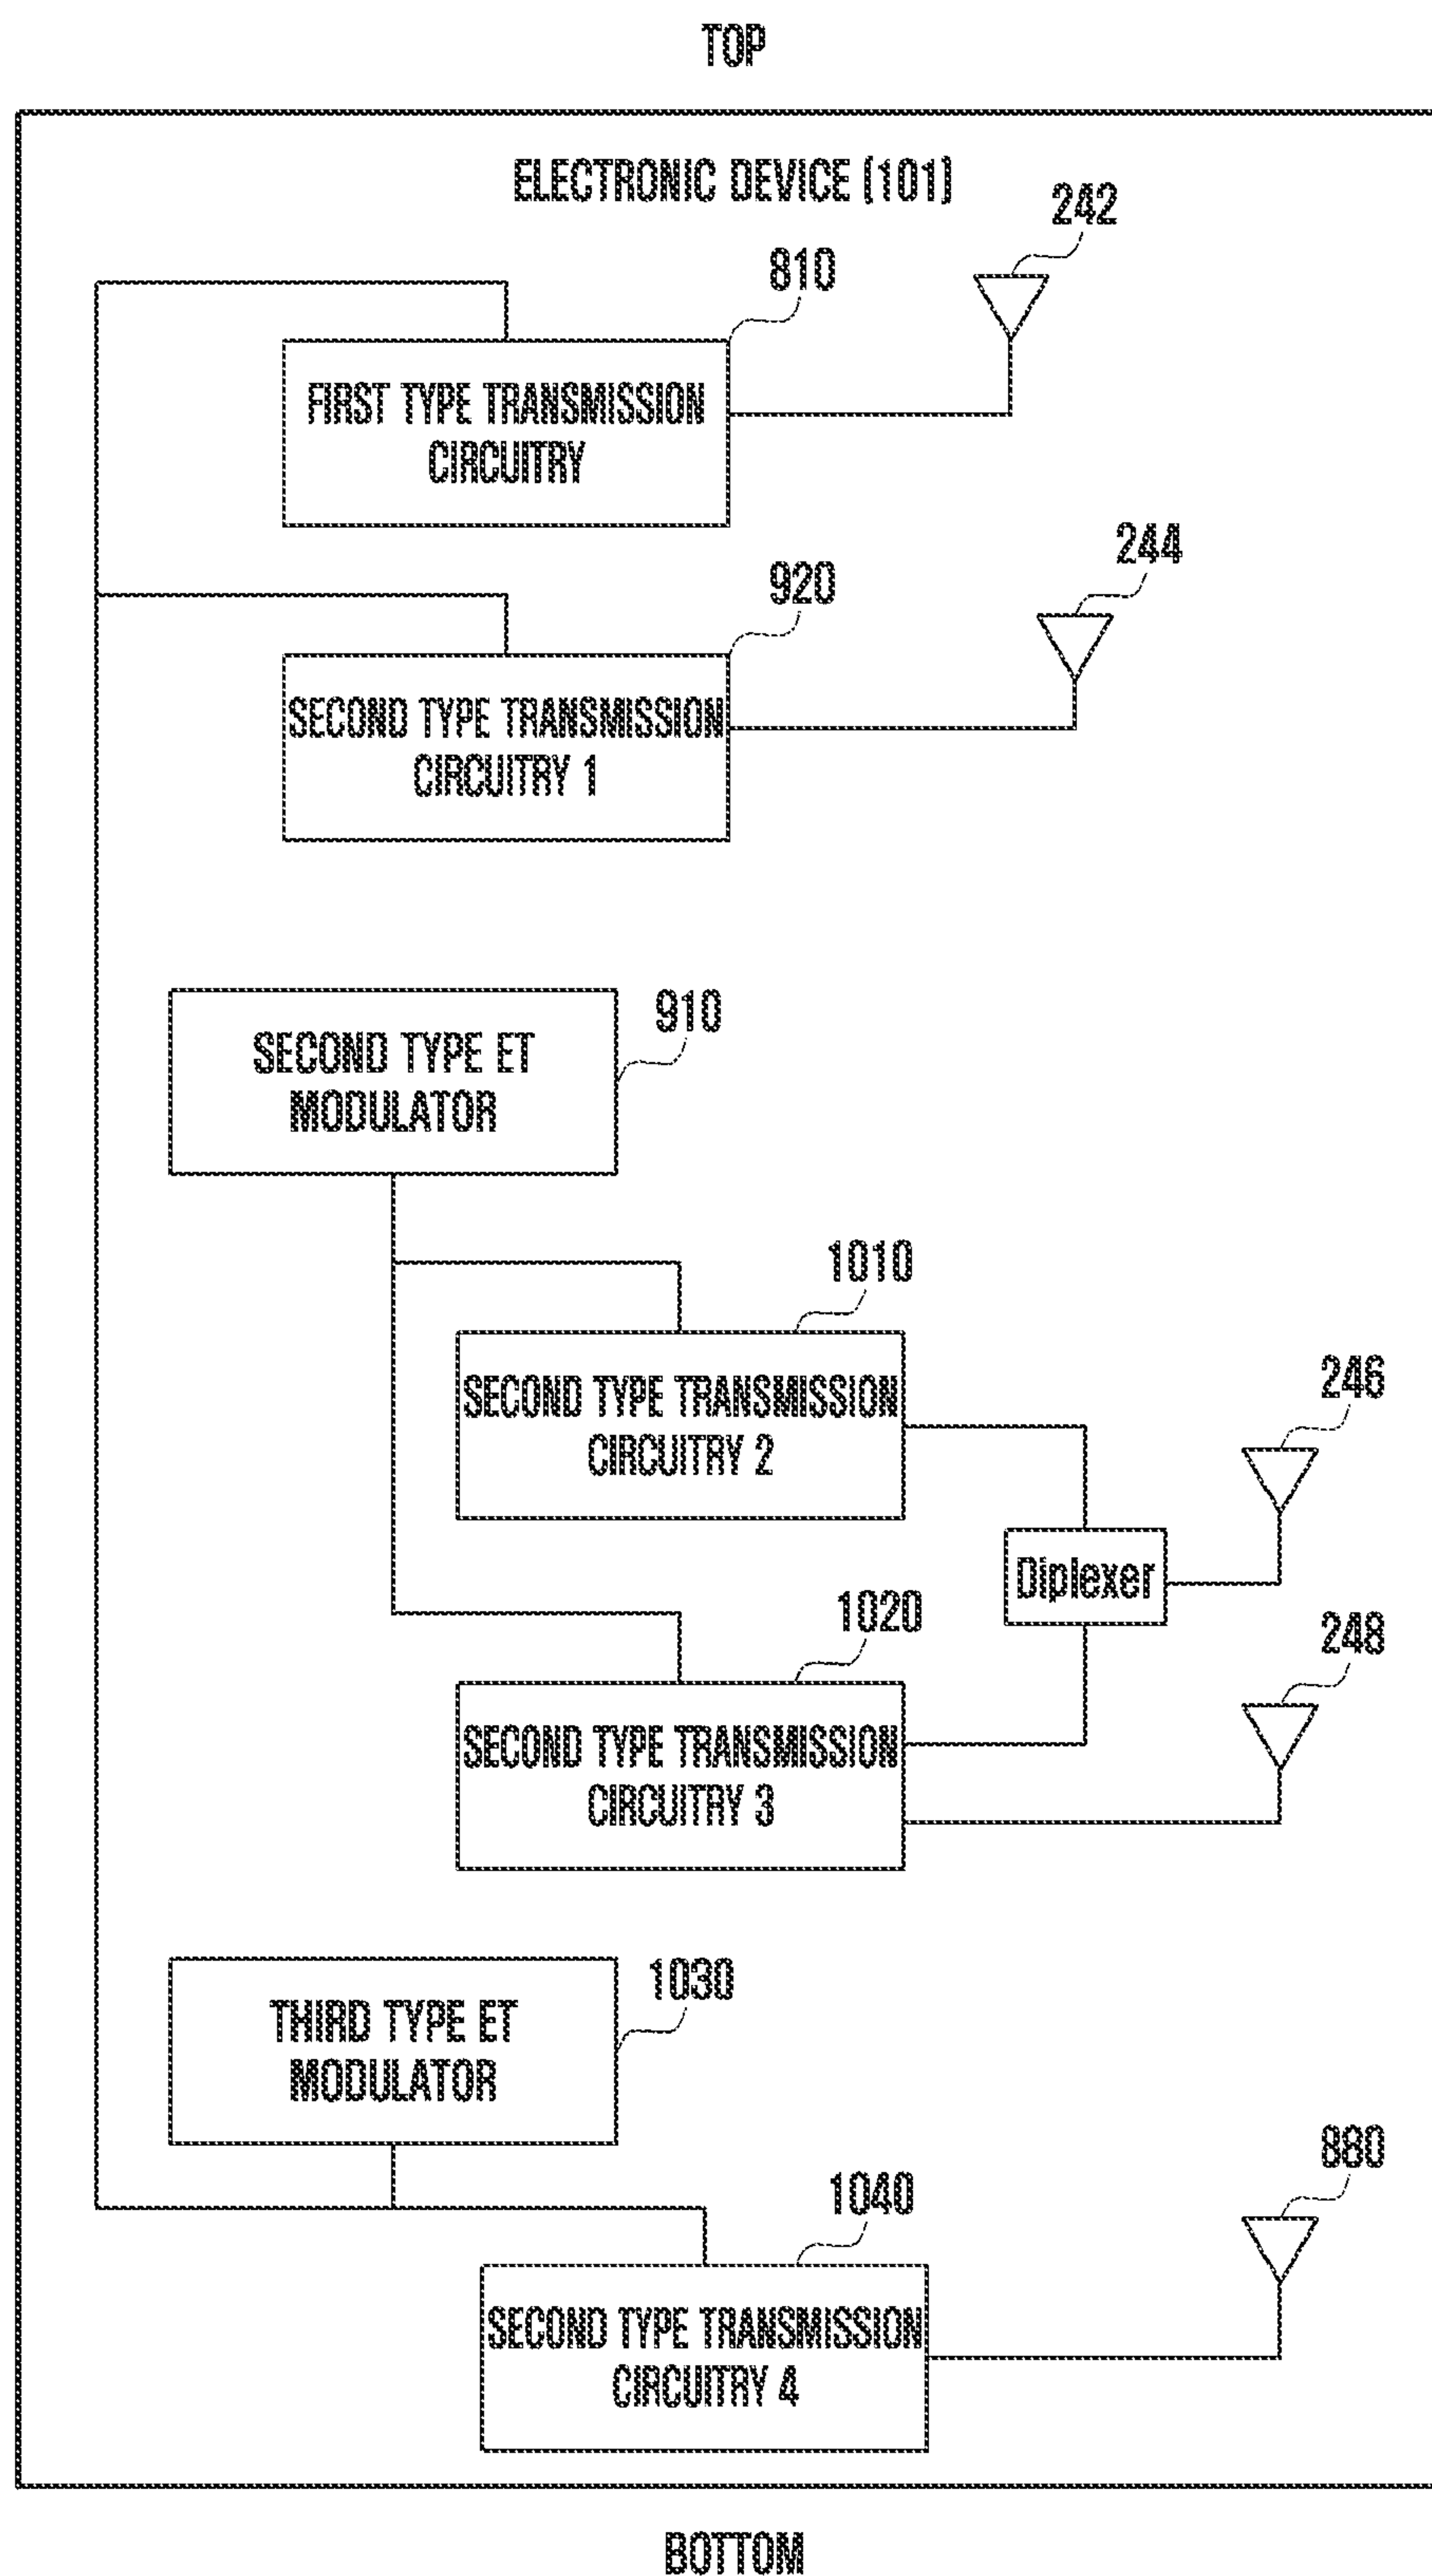 TOP
ELECTRONIC DEVICE (101)
242
810
FIRST TYPE TRANSMISSION
CIRCUITRY
244
920
SECOND TYPE TRANSMISSION
CIRCUITRY 1
910
SECOND TYPE ET
MODULATOR
1010
SECOND TYPE TRANSMISSION
CIRCUITRY 2
246
Diplexer
1020
248
SECOND TYPE TRANSMISSION
CIRCUITRY 3
1030
THIRD TYPE ET
MODULATOR
880
1040
SECOND TYPE TRANSMISSION
CIRCUITRY 4
BOTTOM